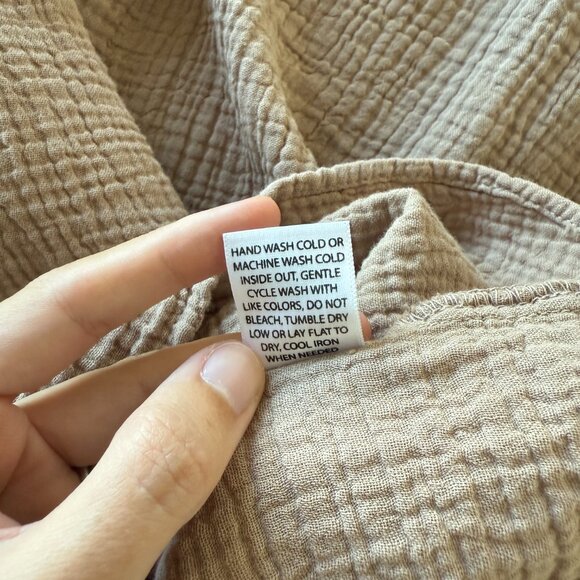 HAND WASH COLD OR
MACHINE WASH COLD
INSIDE OUT, GENTLE
CYCLE WASH WITH
LIKE COLORS, DO NOT
BLEACH, TUMBLE DRY
LOW OR LAY FLAT TO
DRY, COOL IRON
WHEN NEEDED